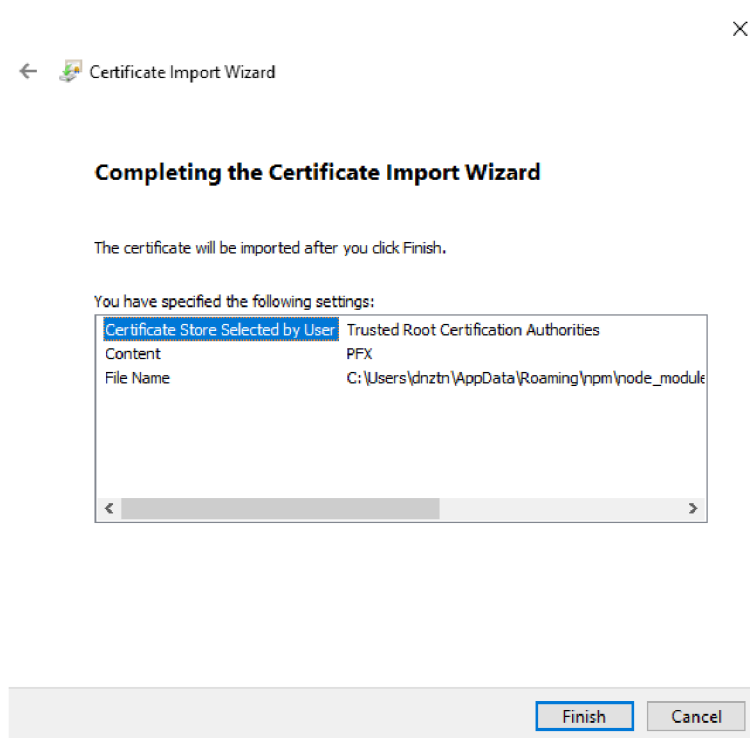 Certificate Import Wizard
Completing the Certificate Import Wizard
The certificate will be imported after you click Finish.
You have specified the following settings:
Certificate Store Selected by User Trusted Root Certification Authorities
Content PFX
File Name C:\Users\dnztn\AppData\Roaming\npm\node_module
Finish Cancel